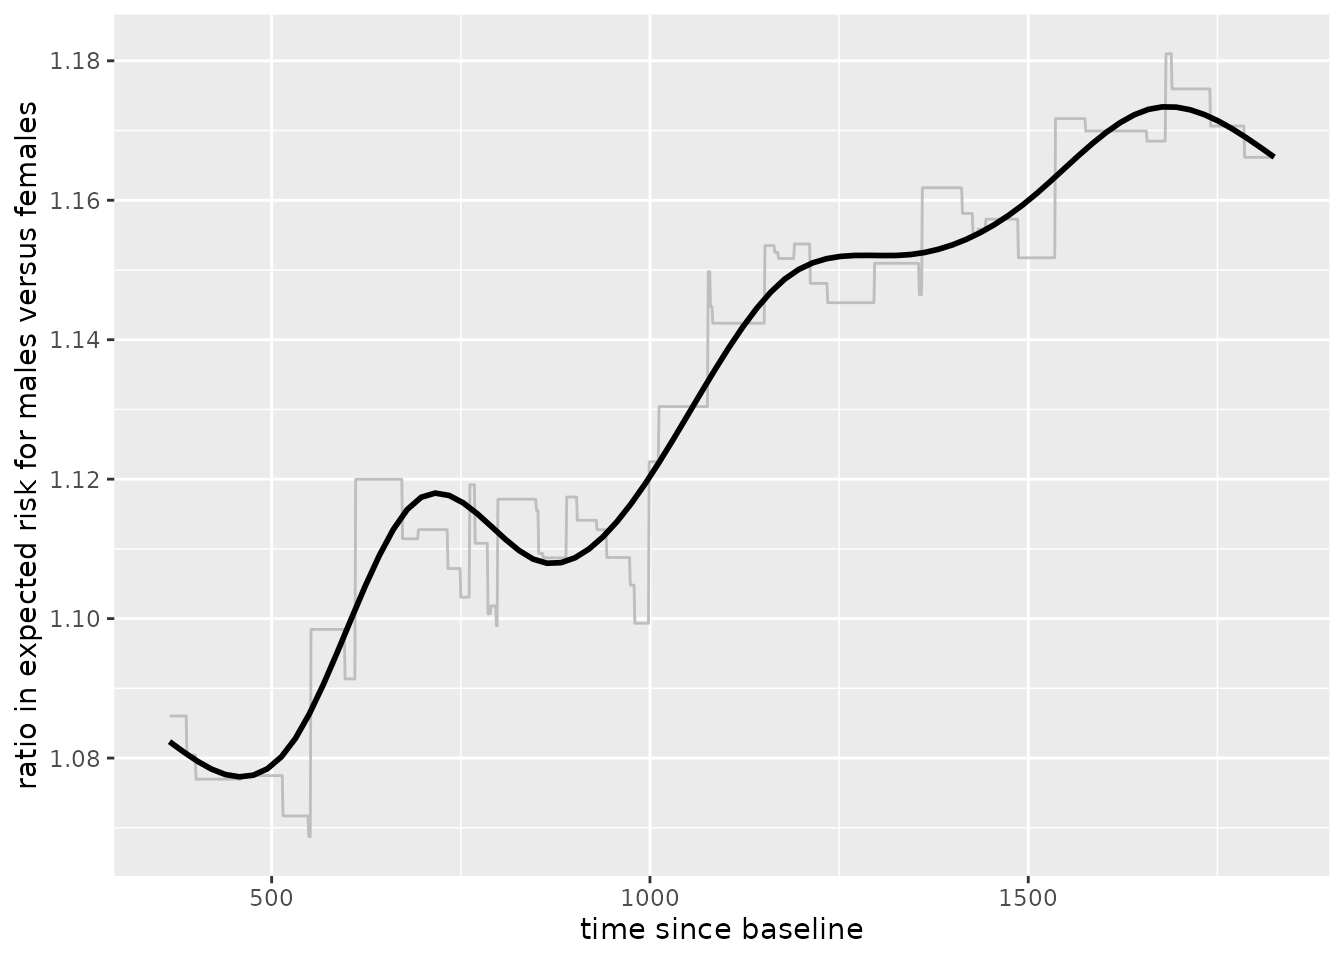 ratio in expected risk for males versus females
1.18
1.16
1.14
1.12
1.10
1.08
500 1000 1500
time since baseline